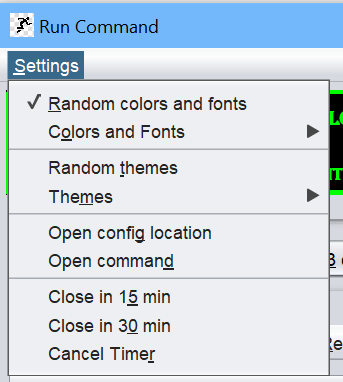 Run Command
Settings
Random colors and fonts
Colors and Fonts
Random themes
Themes
Open config location
Open command
Close in 15 min
Close in 30 min
Cancel Timer